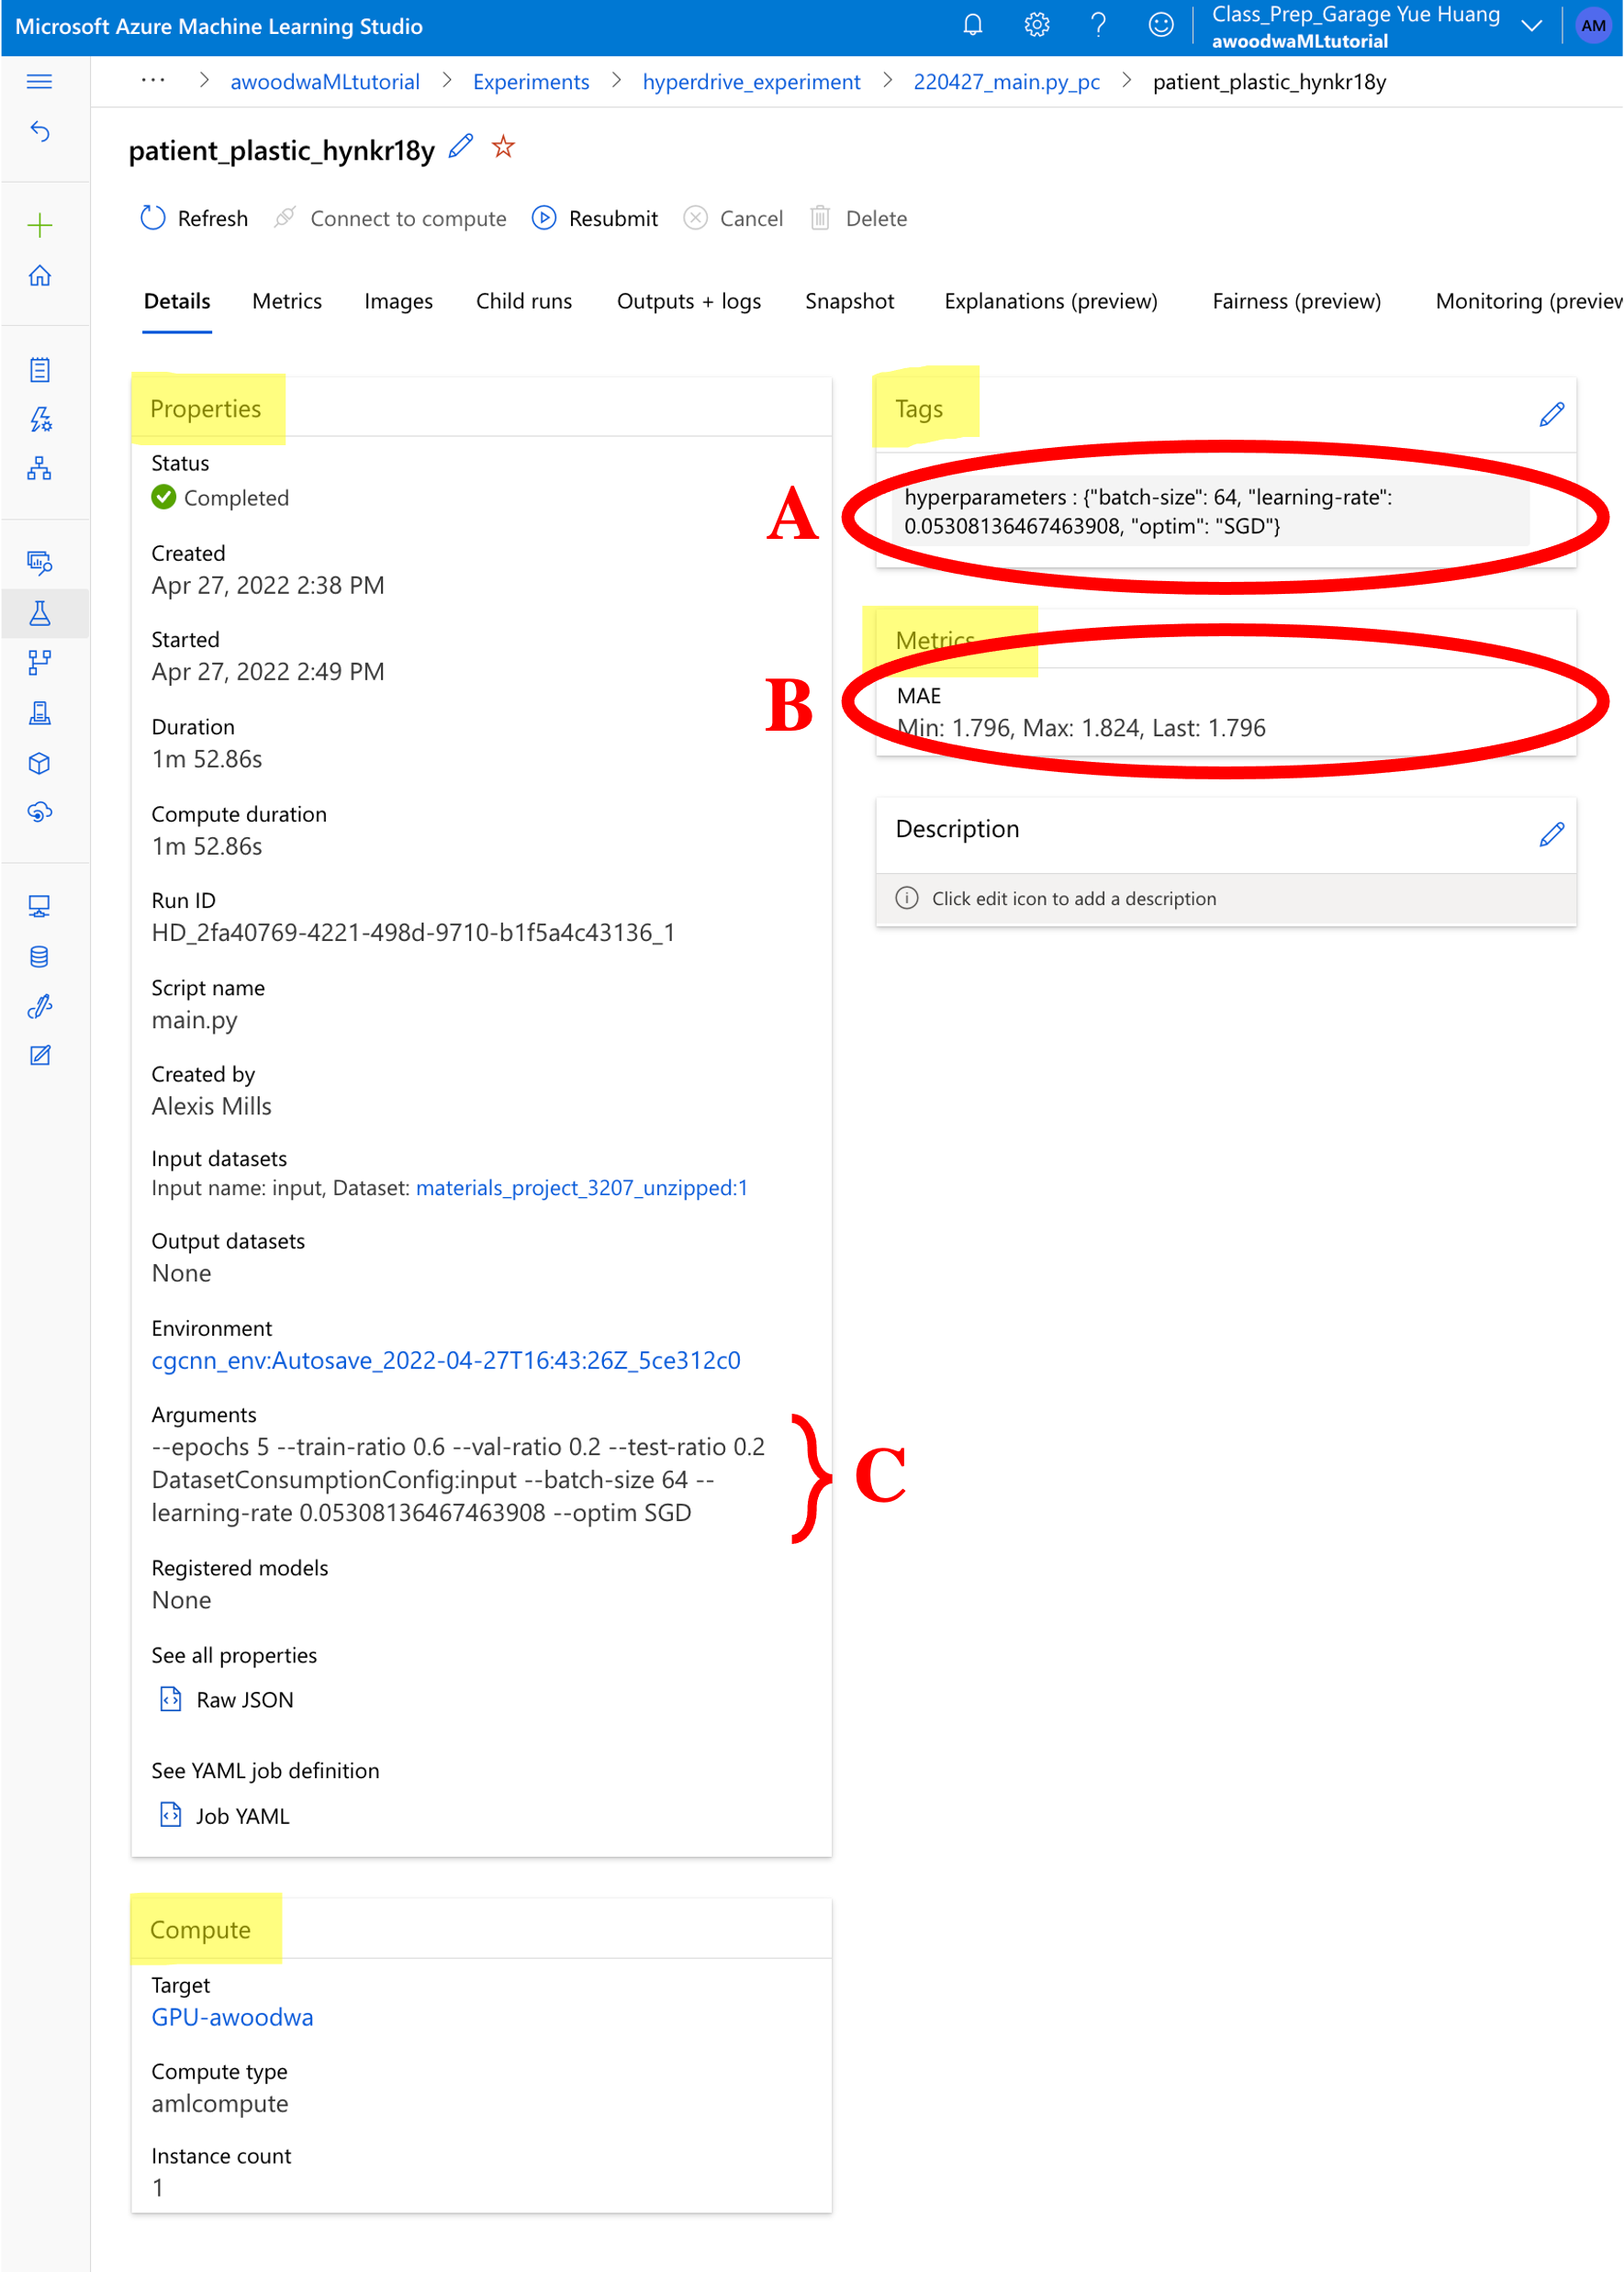 Microsoft Azure Machine Learning Studio
Class_Prep_Garage Yue Huang
awoodwaMLtutorial
AM
··· > awoodwaMLtutorial > Experiments > hyperdrive_experiment > 220427_main.py_pc > patient_plastic_hynkr18y
patient_plastic_hynkr18y
Refresh Connect to compute Resubmit Cancel Delete
Details Metrics Images Child runs Outputs + logs Snapshot Explanations (preview) Fairness (preview) Monitoring (preview
Properties
Status
Completed
Created
Apr 27, 2022 2:38 PM
Started
Apr 27, 2022 2:49 PM
Duration
1m 52.86s
Compute duration
1m 52.86s
Run ID
HD_2fa40769-4221-498d-9710-b1f5a4c43136_1
Script name
main.py
Created by
Alexis Mills
Input datasets
Input name: input, Dataset: materials_project_3207_unzipped:1
Output datasets
None
Environment
cgcnn_env:Autosave_2022-04-27T16:43:26Z_5ce312c0
Arguments
--epochs 5 --train-ratio 0.6 --val-ratio 0.2 --test-ratio 0.2
DatasetConsumptionConfig:input --batch-size 64 --
learning-rate 0.05308136467463908 --optim SGD
C
Registered models
None
See all properties
Raw JSON
See YAML job definition
Job YAML
Compute
Target
GPU-awoodwa
Compute type
amlcompute
Instance count
1
Tags
A
hyperparameters : {"batch-size": 64, "learning-rate":
0.05308136467463908, "optim": "SGD"}
Metrics
B
MAE
Min: 1.796, Max: 1.824, Last: 1.796
Description
Click edit icon to add a description